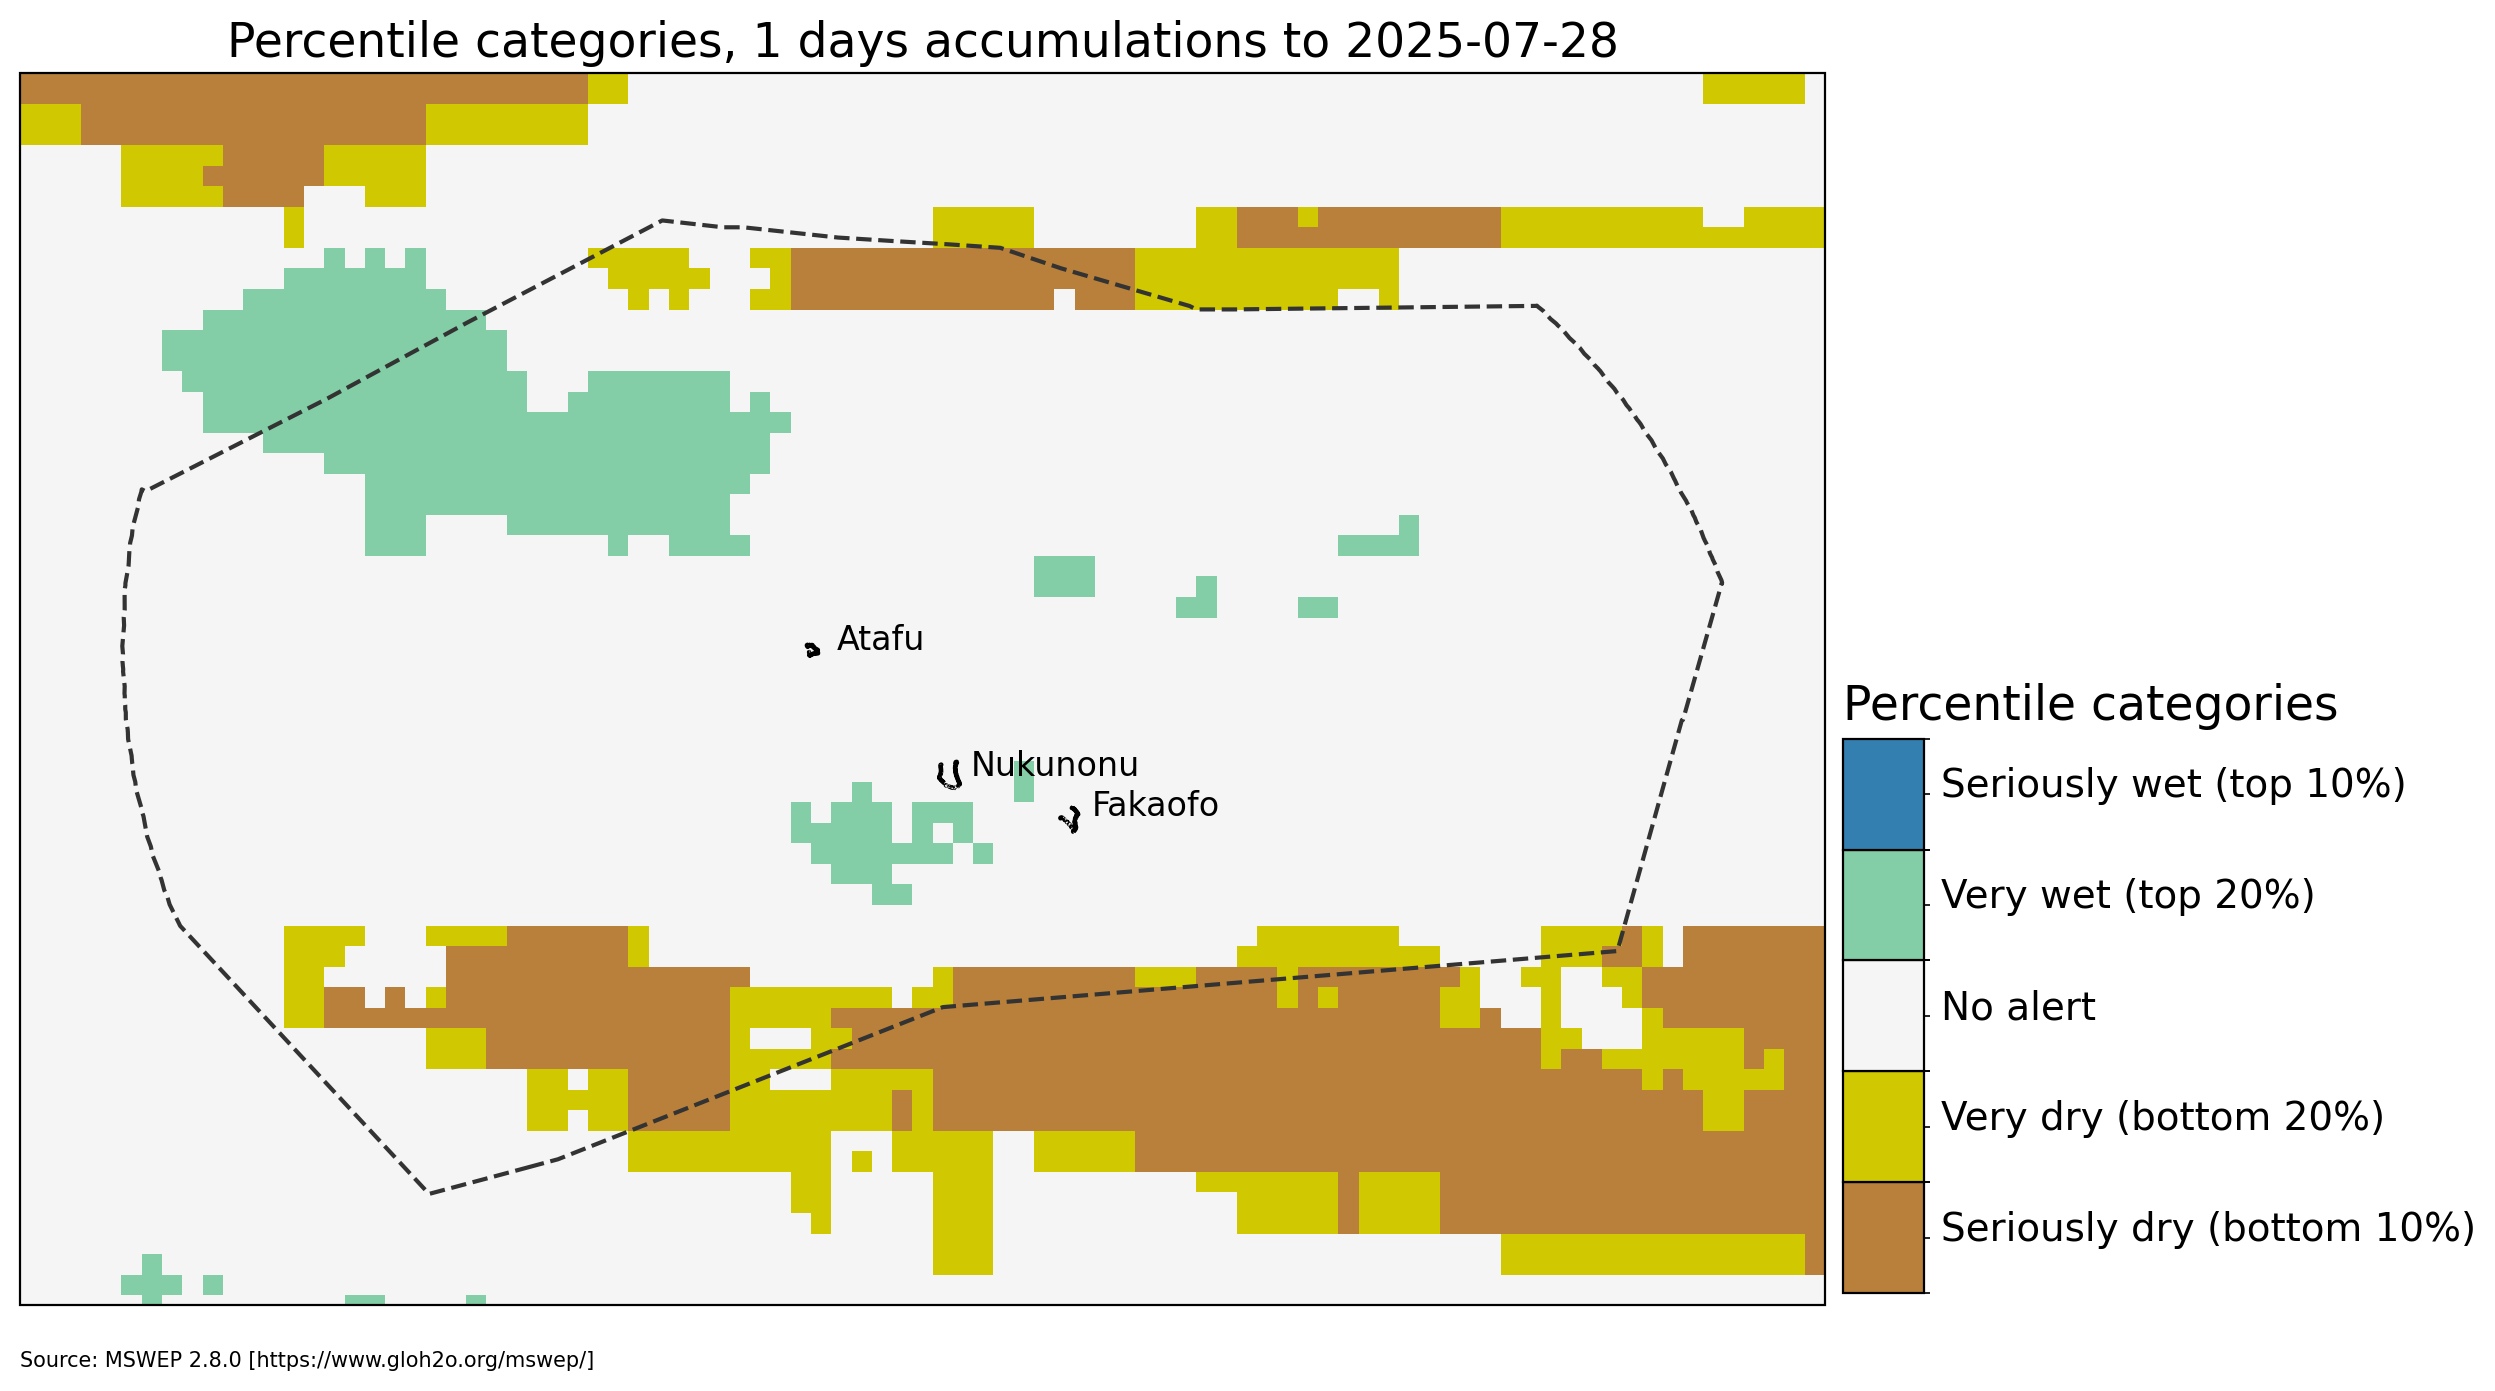 Percentile categories, 1 days accumulations to 2025-07-28
Atafu
Nukunonu
Fakaofo
Percentile categories
Seriously wet (top 10%)
Very wet (top 20%)
No alert
Very dry (bottom 20%)
Seriously dry (bottom 10%)
Source: MSWEP 2.8.0 [https://www.gloh2o.org/mswep/]